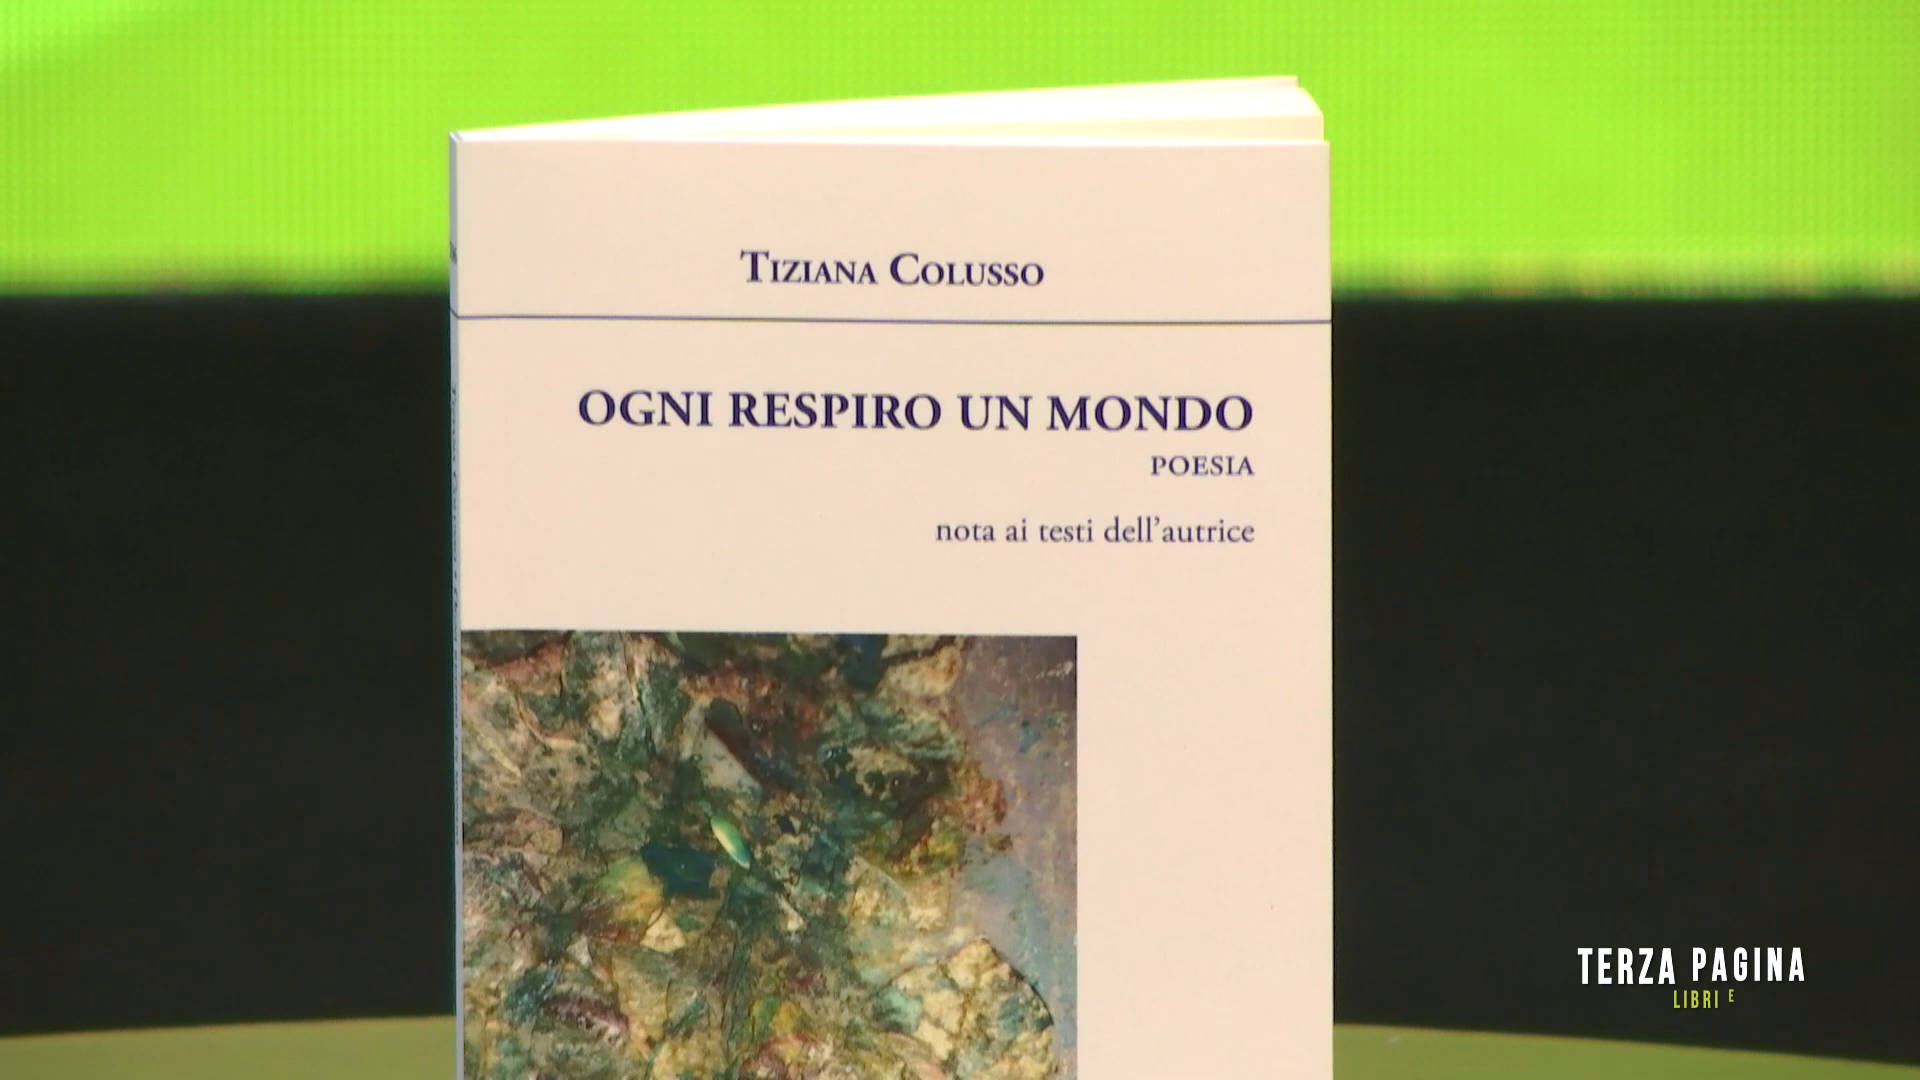 TIZIANA COLUSSO
OGNI RESPIRO UN MONDO
POESIA
nota ai testi dell'autrice
TERZA PAGINA
LIBRI E